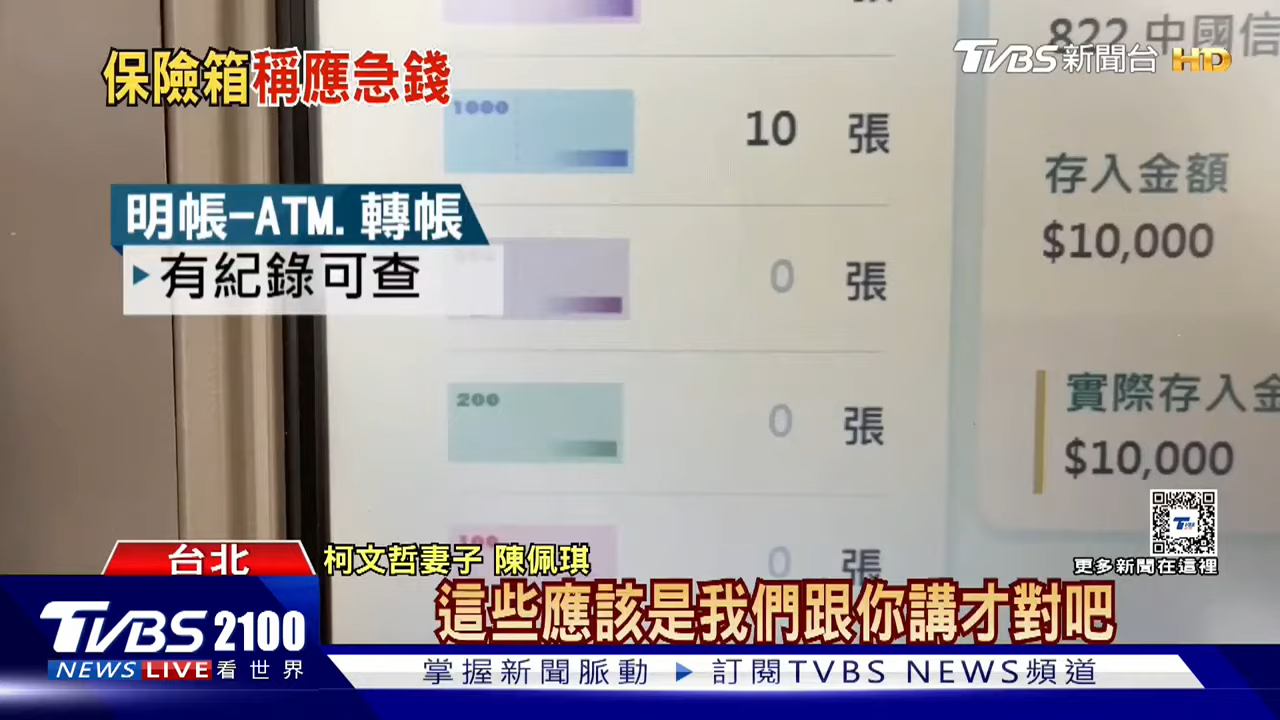 822 中國信
TVBS新聞台 HD
保險箱稱應急錢
1000
10 張
存入金額
$10,000
明帳-ATM.轉帳
有紀錄可查
0 張
200
0 張
實際存入金
$10,000
100
0 張
更多新聞在這裡
台北
柯文哲妻子 陳佩琪
這些應該是我們跟你講才對吧
TVBS 2100
NEWS LIVE 看世界
掌握新聞脈動 訂閱TVBS NEWS頻道